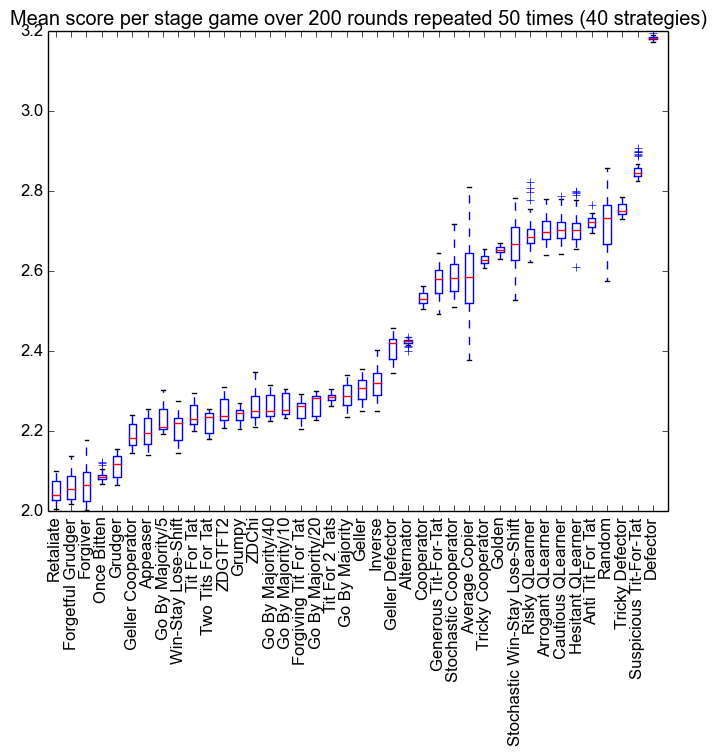 Mean score per stage game over 200 rounds repeated 50 times (40 strategies)
3.2
3.0
2.8
2.6
2.4
2.2
2.0
Retaliate
Forgetful Grudger
Forgiver
Once Bitten
Grudger
Geller Cooperator
Appeaser
Go By Majority/5
Win-Stay Lose-Shift
Tit For Tat
Two Tits For Tat
ZDGTFT2
Grumpy
ZDChi
Go By Majority/40
Go By Majority/10
Forgiving Tit For Tat
Go By Majority/20
Tit For 2 Tats
Go By Majority
Geller
Inverse
Geller Defector
Alternator
Cooperator
Generous Tit-For-Tat
Stochastic Cooperator
Average Copier
Tricky Cooperator
Golden
Stochastic Win-Stay Lose-Shift
Risky QLearner
Arrogant QLearner
Cautious QLearner
Hesitant QLearner
Anti Tit For Tat
Random
Tricky Defector
Suspicious Tit-For-Tat
Defector